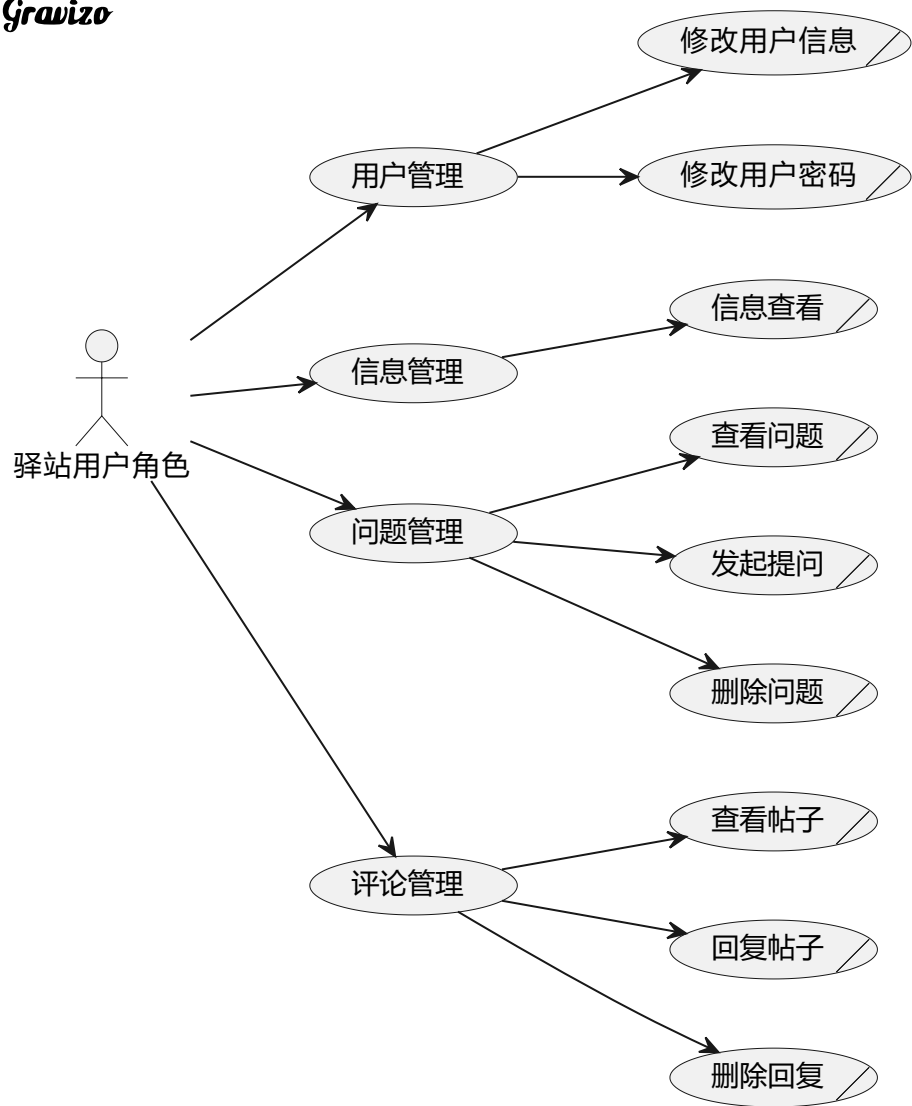 Gravizo
修改用户信息
用户管理
修改用户密码
信息查看
信息管理
查看问题
驿站用户角色
问题管理
发起提问
删除问题
查看帖子
评论管理
回复帖子
删除回复